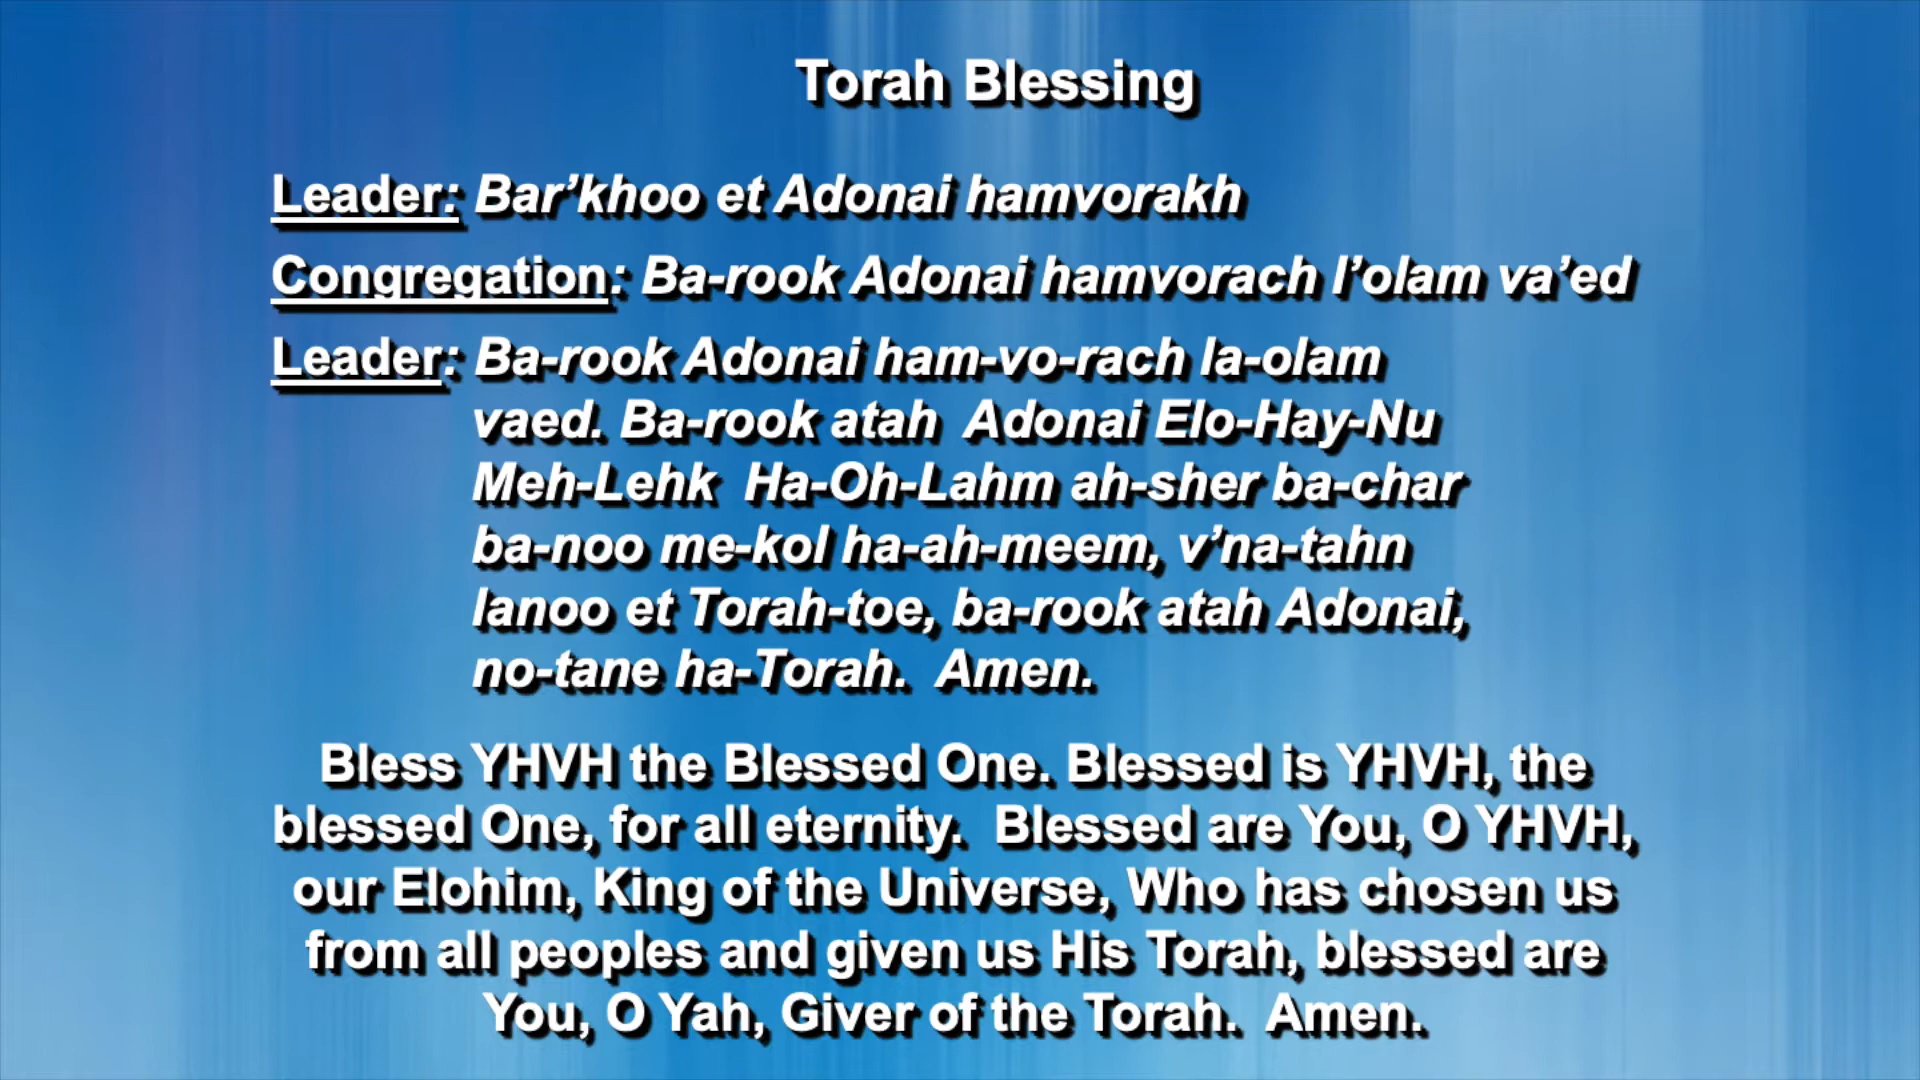 Torah Blessing
Leader: Bar’khoo et Adonai hamvorakh
Congregation: Ba-rook Adonai hamvorach l’olam va’ed
Leader: Ba-rook Adonai ham-vo-rach la-olam
vaed. Ba-rook atah Adonai Elo-Hay-Nu
Meh-Lehk Ha-Oh-Lahm ah-sher ba-char
ba-noo me-kol ha-ah-meem, v’na-tahn
lanoo et Torah-toe, ba-rook atah Adonai,
no-tane ha-Torah. Amen.
Bless YHVH the Blessed One. Blessed is YHVH, the
blessed One, for all eternity. Blessed are You, O YHVH,
our Elohim, King of the Universe, Who has chosen us
from all peoples and given us His Torah, blessed are
You, O Yah, Giver of the Torah. Amen.